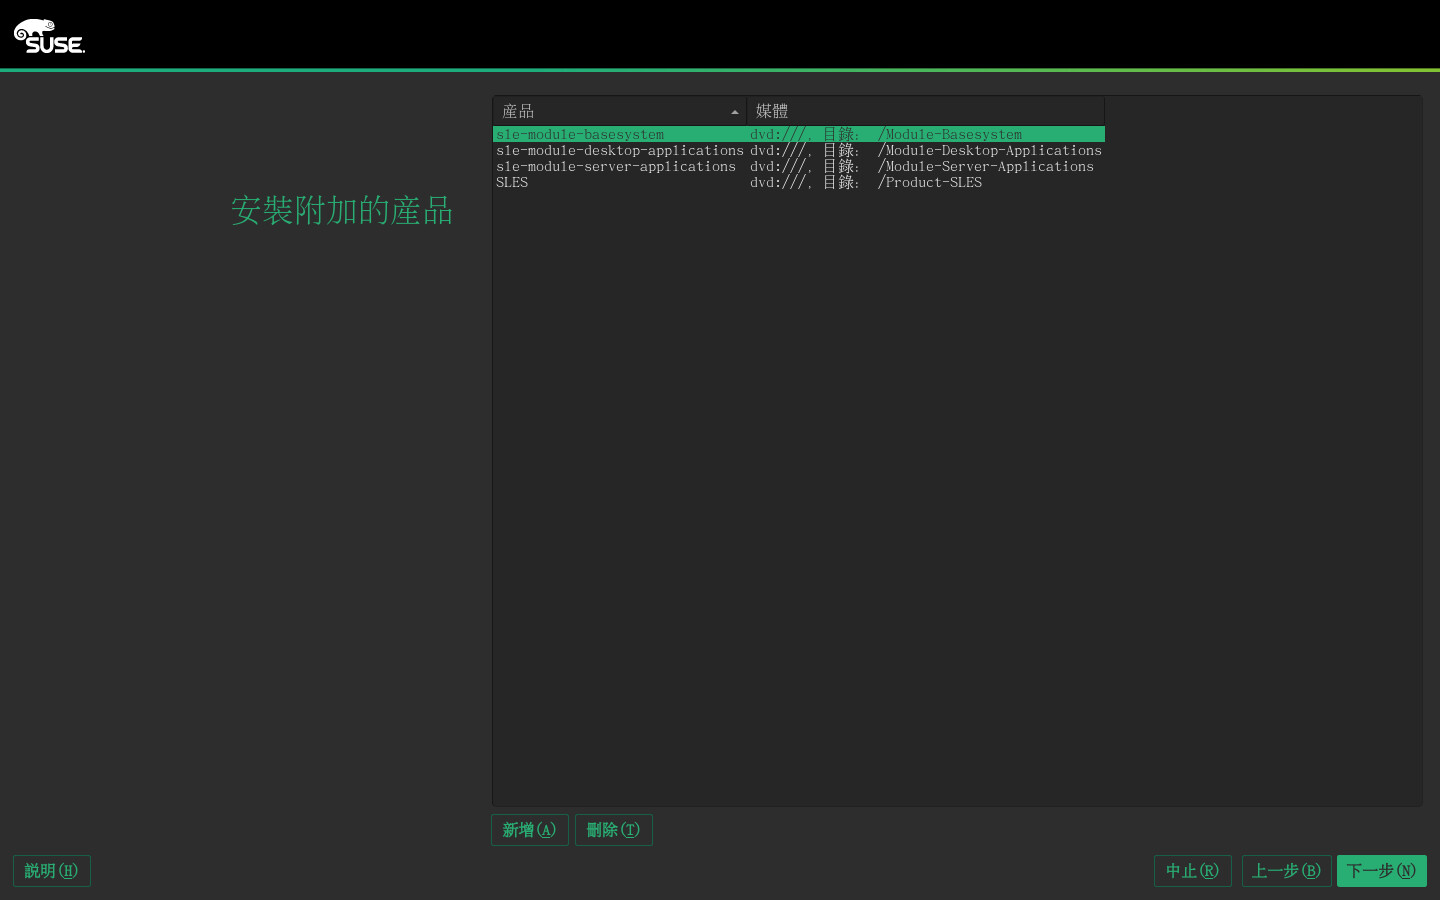 SUSE.
安裝附加的產品
產品 媒體
sle-module-basesystem dvd:///, 目錄： /Module-Basesystem
sle-module-desktop-applications dvd:///, 目錄： /Module-Desktop-Applications
sle-module-server-applications dvd:///, 目錄： /Module-Server-Applications
SLES dvd:///, 目錄： /Product-SLES
新增(A) 刪除(T)
說明(H) 中止(R) 上一步(B) 下一步(N)